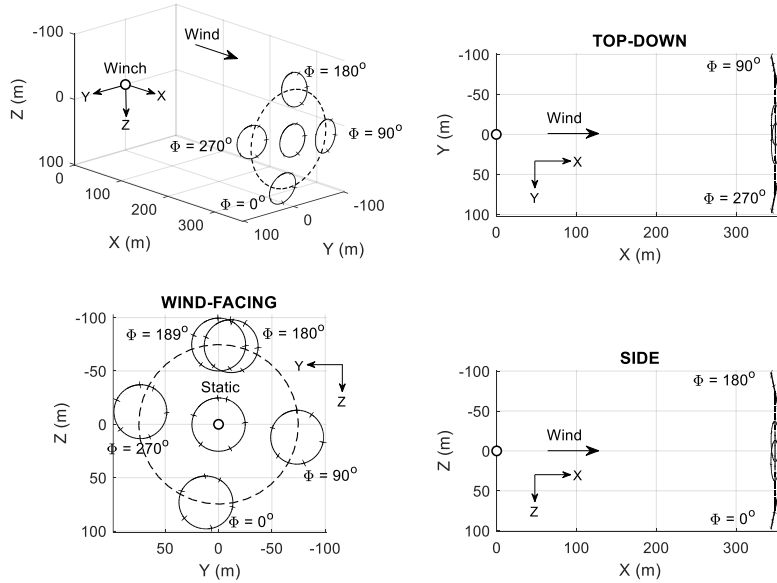 -100
0
100
Z (m)
Winch
Y
X
Z
Wind
Φ = 180°
Φ = 90°
Φ = 270°
Φ = 0°
0
100
200
300
X (m)
100
0
-100
Y (m)
TOP-DOWN
-100
-50
0
50
100
Y (m)
Φ = 90°
Wind
X
Y
Φ = 270°
0
100
200
300
X (m)
WIND-FACING
-100
-50
0
50
100
Z (m)
Φ = 189°
Φ = 180°
Y
Z
Static
Φ = 270°
Φ = 90°
Φ = 0°
50
0
-50
-100
Y (m)
SIDE
-100
-50
0
50
100
Z (m)
Φ = 180°
Wind
X
Z
Φ = 0°
0
100
200
300
X (m)